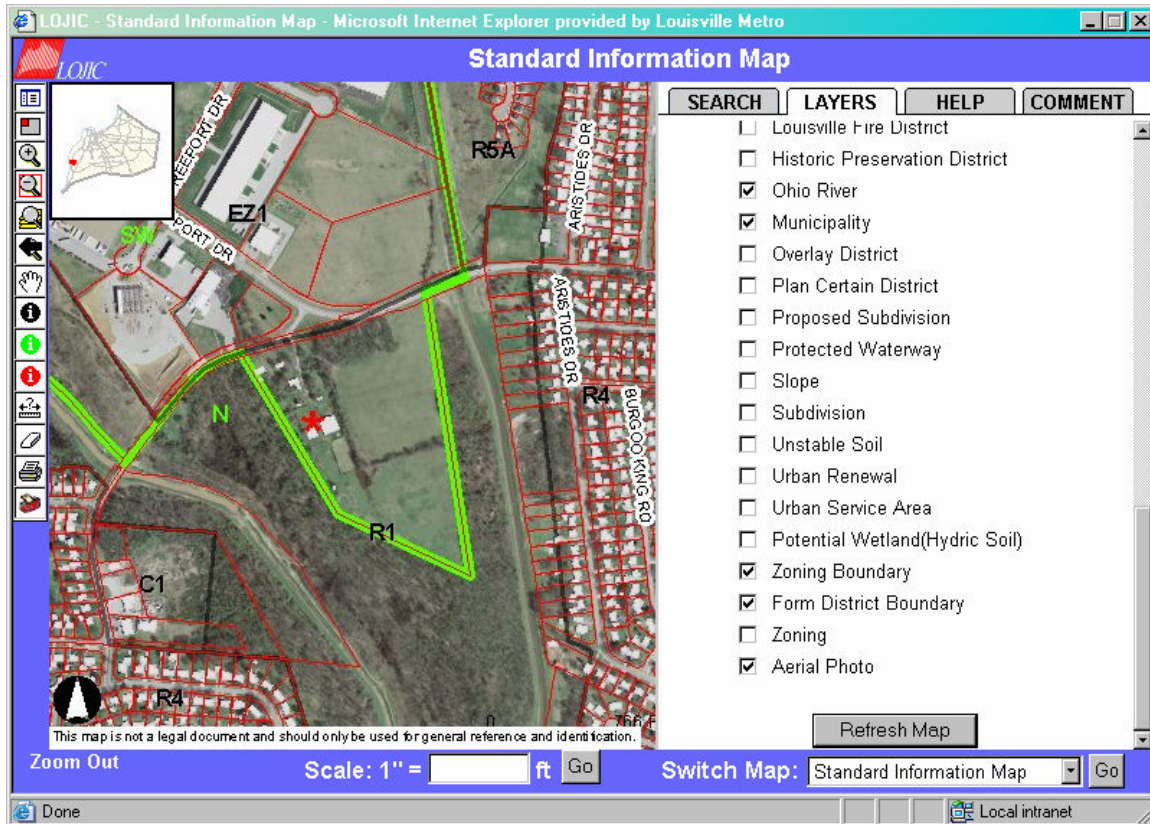 LOJIC - Standard Information Map - Microsoft Internet Explorer provided by Louisville Metro
LOJIC
Standard Information Map
SEARCH LAYERS HELP COMMENT
Louisville Fire District
Historic Preservation District
Ohio River
Municipality
Overlay District
Plan Certain District
Proposed Subdivision
Protected Waterway
Slope
Subdivision
Unstable Soil
Urban Renewal
Urban Service Area
Potential Wetland(Hydric Soil)
Zoning Boundary
Form District Boundary
Zoning
Aerial Photo
Refresh Map
REEPORT DR
PORT DR
EZ1
SW
R5A
ARISTIDES DR
ARISTIDES DR
R4
BURGOO KING RD
N
R1
C1
R4
0 766 F
This map is not a legal document and should only be used for general reference and identification.
Zoom Out
Scale: 1" = ft Go
Switch Map: Standard Information Map Go
Done
Local intranet